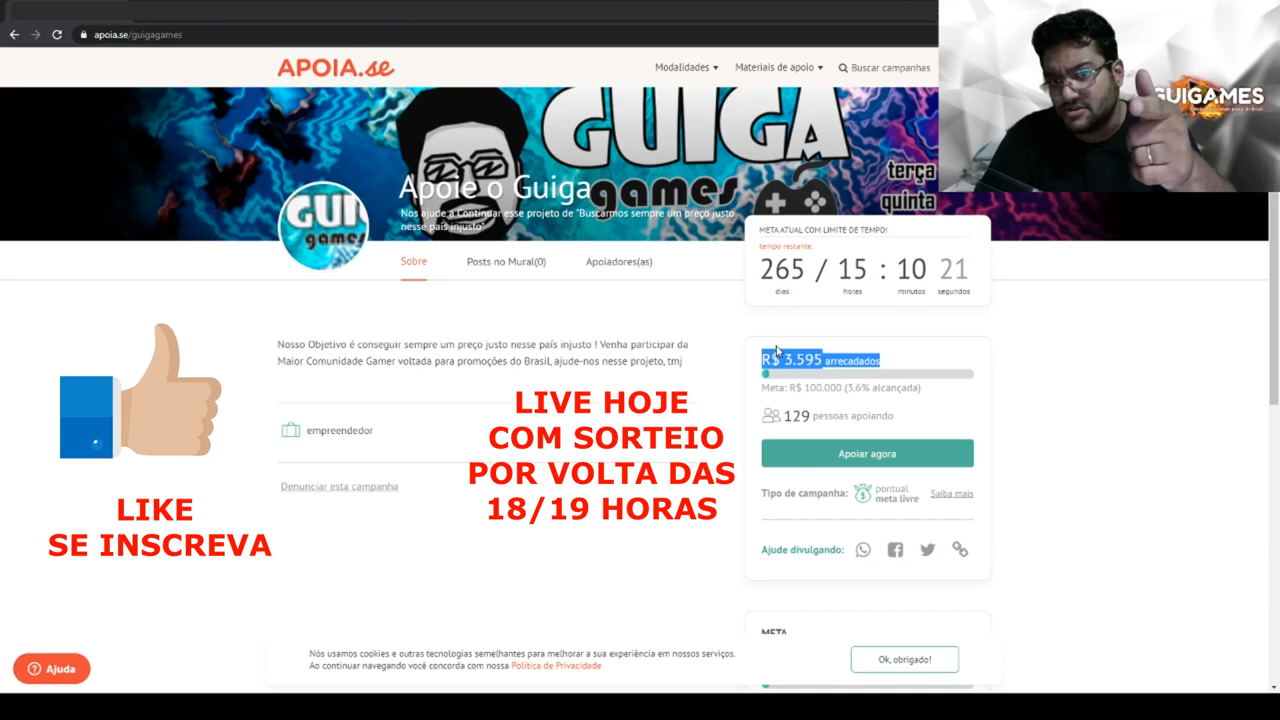 apoia.se/guigagames
APOIA.se
Modalidades
Materiais de apoio
Buscar campanhas
GUIGAMES
GUIGA
games
terça
quinta
GUI
games
Apoie o Guiga
Nos ajude a Continuar esse projeto de "Buscarmos sempre um preço justo
nesse país injusto"
META ATUAL COM LIMITE DE TEMPO!
tempo restante:
265 / 15 : 10 21
dias horas minutos segundos
Sobre
Posts no Mural(0)
Apoiadores(as)
Nosso Objetivo é conseguir sempre um preço justo nesse país injusto ! Venha participar da
Maior Comunidade Gamer voltada para promoções do Brasil, ajude-nos nesse projeto, tmj
R$ 3.595 arrecadados
Meta: R$ 100.000 (3.6% alcançada)
129 pessoas apoiando
Apoiar agora
Tipo de campanha:
pontual
meta livre
Saiba mais
Ajude divulgando:
empreendedor
Denunciar esta campanha
LIVE HOJE
COM SORTEIO
POR VOLTA DAS
18/19 HORAS
LIKE
SE INSCREVA
META
Nós usamos cookies e outras tecnologias semelhantes para melhorar a sua experiência em nossos serviços.
Ao continuar navegando você concorda com nossa Política de Privacidade
Ok, obrigado!
Ajuda